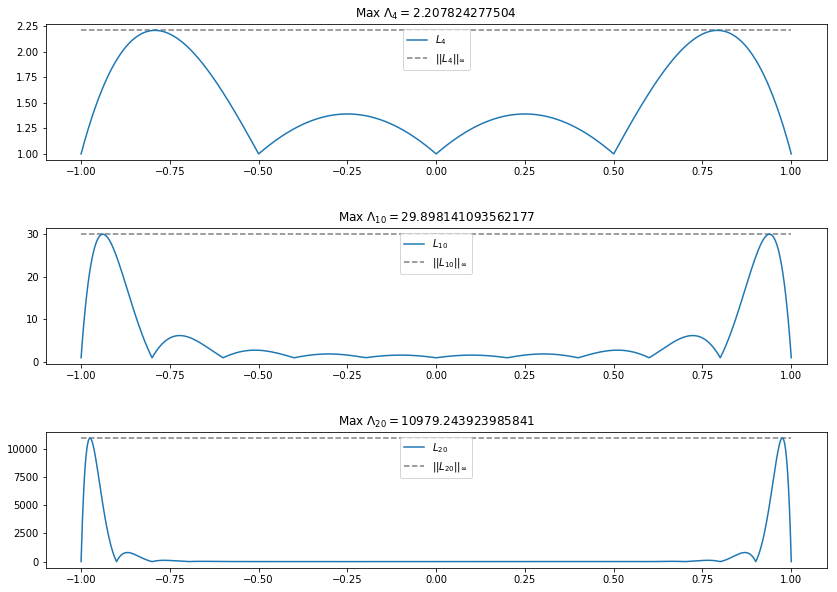 Max Λ₄ = 2.207824277504
2.25
2.00
1.75
1.50
1.25
1.00
L₄
||L₄||∞
−1.00 −0.75 −0.50 −0.25 0.00 0.25 0.50 0.75 1.00
Max Λ₁₀ = 29.898141093562177
30
20
10
0
L₁₀
||L₁₀||∞
−1.00 −0.75 −0.50 −0.25 0.00 0.25 0.50 0.75 1.00
Max Λ₂₀ = 10979.243923985841
10000
7500
5000
2500
0
L₂₀
||L₂₀||∞
−1.00 −0.75 −0.50 −0.25 0.00 0.25 0.50 0.75 1.00